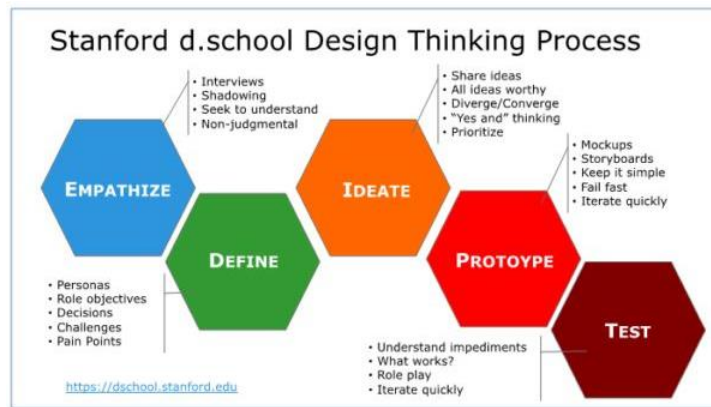 Stanford d.school Design Thinking Process
• Interviews
• Shadowing
• Seek to understand
• Non-judgmental
EMPATHIZE
• Personas
• Role objectives
• Decisions
• Challenges
• Pain Points
DEFINE
• Share ideas
• All ideas worthy
• Diverge/Converge
• “Yes and” thinking
• Prioritize
IDEATE
• Mockups
• Storyboards
• Keep it simple
• Fail fast
• Iterate quickly
PROTOYPE
• Understand impediments
• What works?
• Role play
• Iterate quickly
TEST
https://dschool.stanford.edu